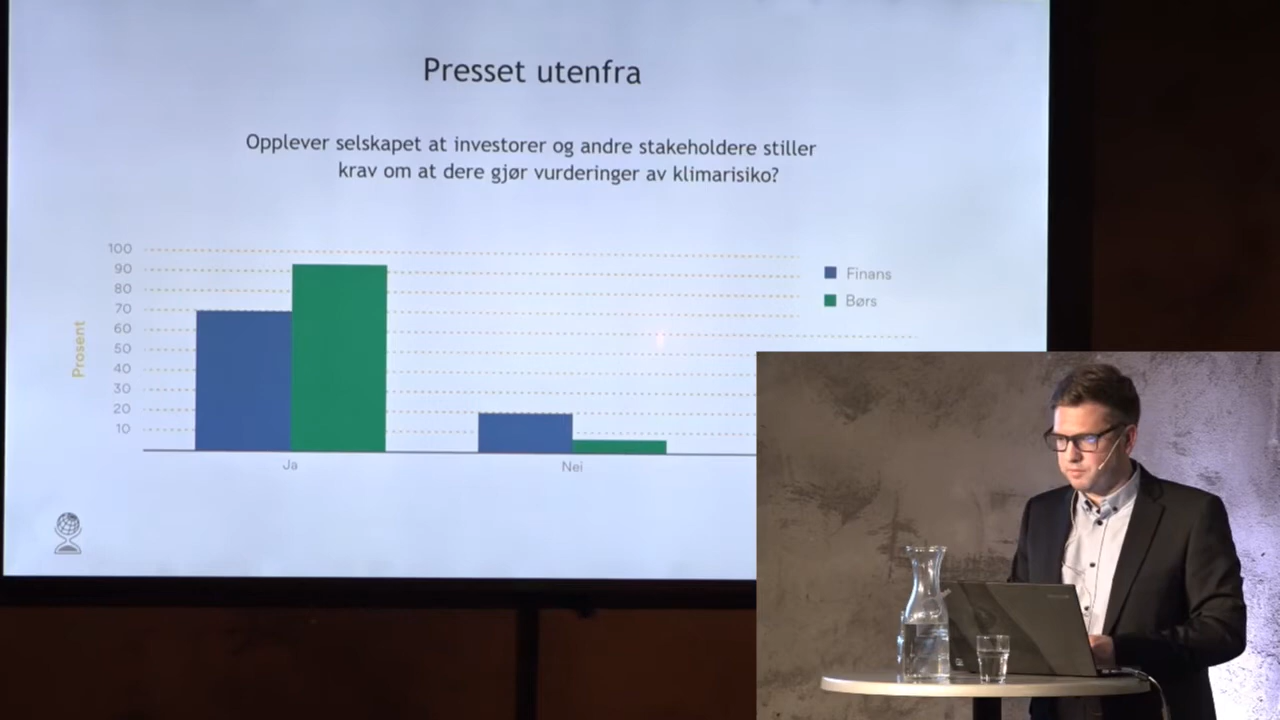 Presset utenfra
Opplever selskapet at investorer og andre stakeholdere stiller
krav om at dere gjør vurderinger av klimarisiko?
Prosent
100
90
80
70
60
50
40
30
20
10
Ja
Nei
Finans
Børs